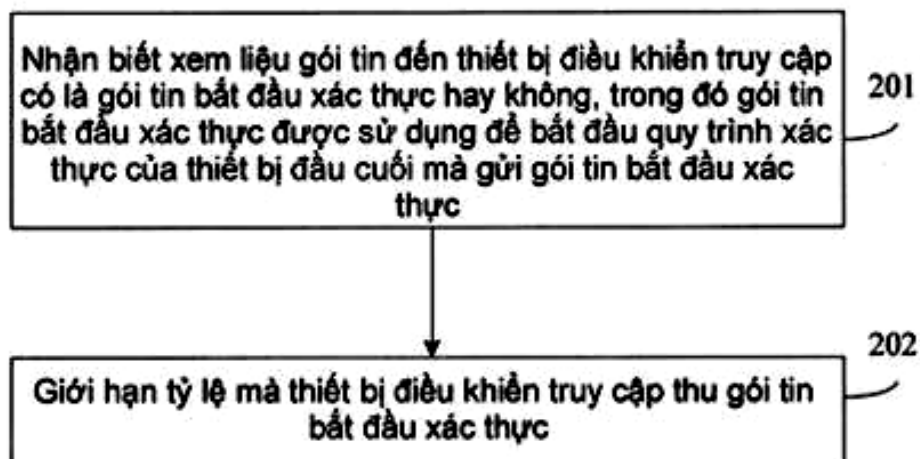 Nhận biết xem liệu gói tin đến thiết bị điều khiển truy cập
có là gói tin bắt đầu xác thực hay không, trong đó gói tin
bắt đầu xác thực được sử dụng để bắt đầu quy trình xác
thực của thiết bị đầu cuối mà gửi gói tin bắt đầu xác
thực
201
Giới hạn tỷ lệ mà thiết bị điều khiển truy cập thu gói tin
bắt đầu xác thực
202